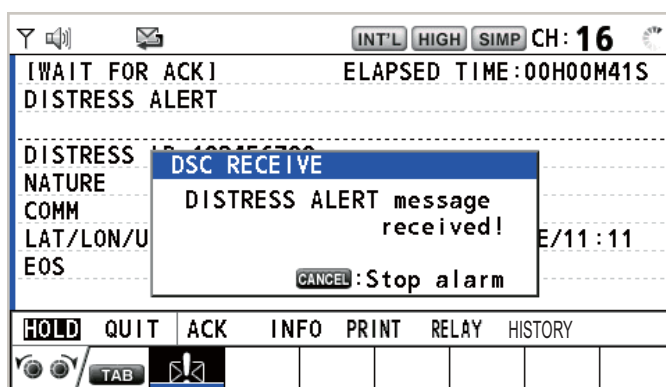 INT'L HIGH SIMP CH:16
[WAIT FOR ACK] ELAPSED TIME:00H00M41S
DISTRESS ALERT
DISTRESS
DSC RECEIVE
NATURE
DISTRESS ALERT message
COMM
received!
LAT/LON/U E/11:11
EOS
CANCEL:Stop alarm
HOLD QUIT ACK INFO PRINT RELAY HISTORY
TAB